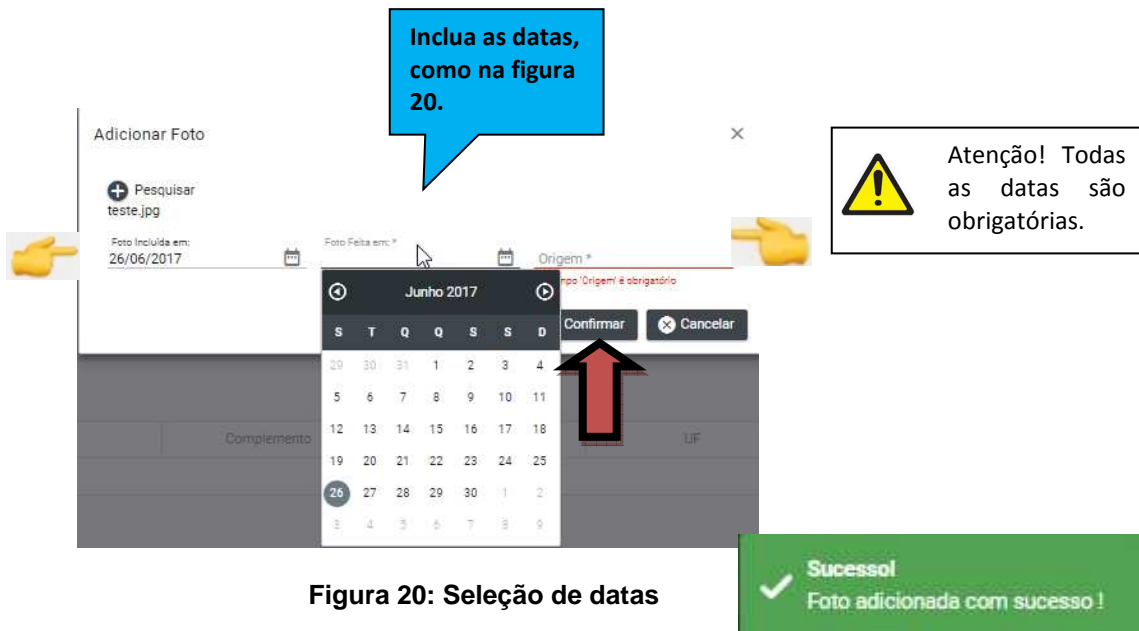 Inclua as datas,
como na figura
20.
Adicionar Foto
Atenção! Todas
as datas são
obrigatórias.
Pesquisar
teste.jpg
Foto Incluída em:
26/06/2017
Foto Feita em: *
Origem *
'Origem' é obrigatório
Junho 2017
S T Q Q S S D
Confirmar
Cancelar
29 30 31 1 2 3 4
5 6 7 8 9 10 11
12 13 14 15 16 17 18
Complemento
UF
19 20 21 22 23 24 25
26 27 28 29 30 1 2
3 4 5 6 7 8 9
Figura 20: Seleção de datas
Sucesso!
Foto adicionada com sucesso !